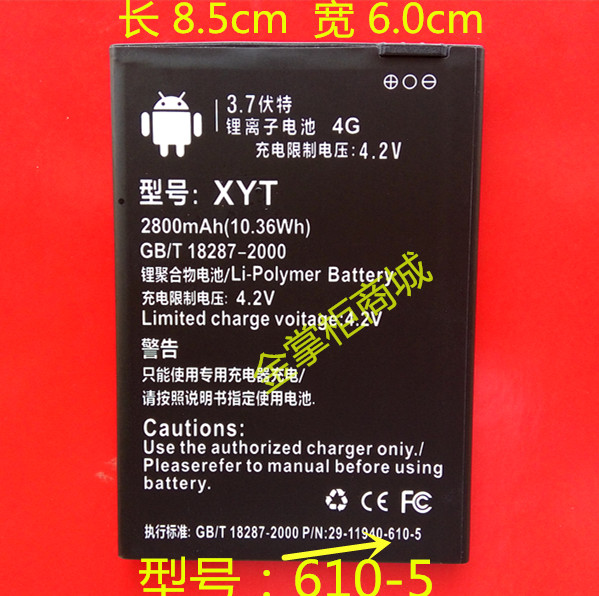 长 8.5cm 宽 6.0cm
3.7伏特
锂离子电池 4G
充电限制电压:4.2V
型号: XYT
2800mAh(10.36Wh)
GB/T 18287-2000
锂聚合物电池/Li-Polymer Battery
充电限制电压: 4.2V
Limited charge voitage:4.2V
金掌柜商城
警告
只能使用专用充电器充电/
请按照说明书指定使用电池.
Cautions:
Use the authorized charger oniy./
Pleaserefer to manual before using
battery.
CE FC
执行标准: GB/T 18287-2000 P/N:29-11940-610-5
型号：610-5